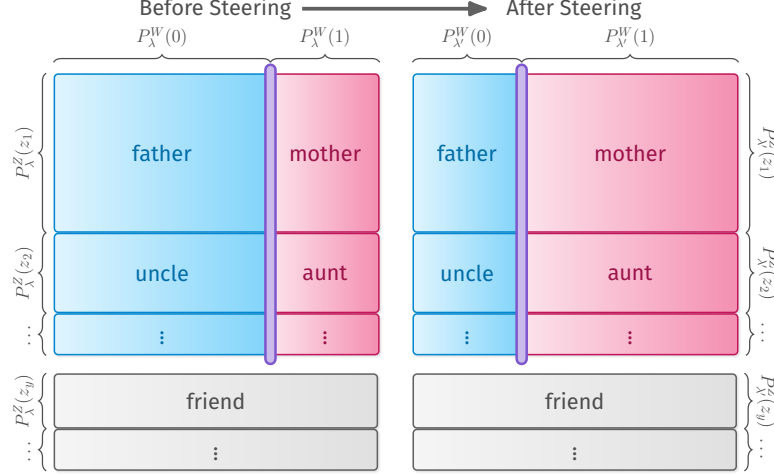 Before Steering After Steering
P_λ^W(0) P_λ^W(1) P_λ′^W(0) P_λ′^W(1)
P_λ^Z(z_1) father mother father mother P_λ′^Z(z_1)
P_λ^Z(z_2) uncle aunt uncle aunt P_λ′^Z(z_2)
⋯ ⋮ ⋮ ⋮ ⋮ ⋯
P_λ^Z(z_y) friend friend P_λ′^Z(z_y)
⋯ ⋮ ⋮ ⋯